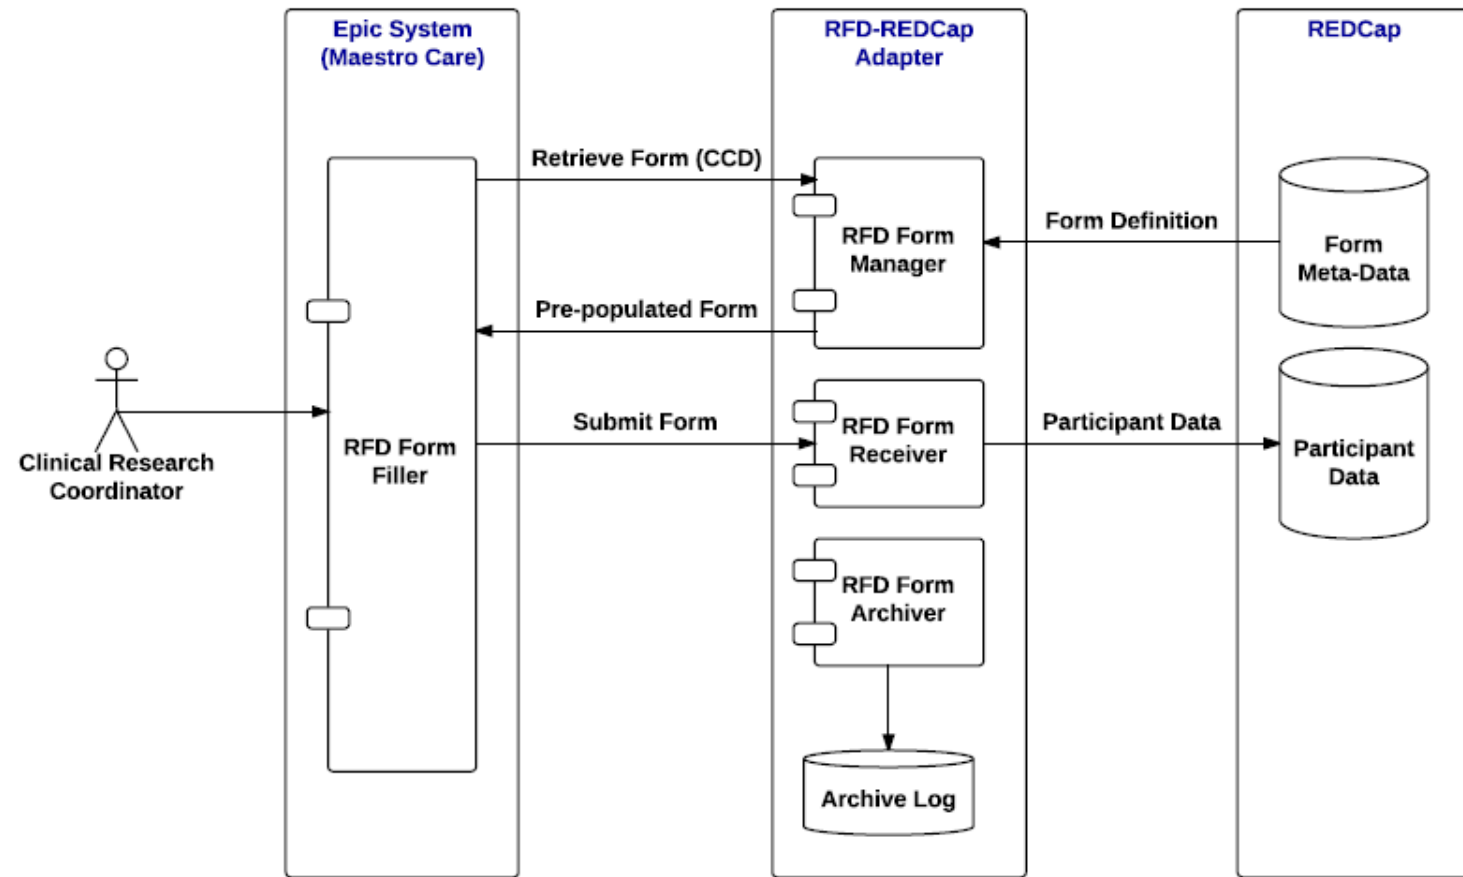 Epic System
(Maestro Care)
RFD-REDCap
Adapter
REDCap
Retrieve Form (CCD)
RFD Form
Manager
Form Definition
Form
Meta-Data
Pre-populated Form
Clinical Research
Coordinator
RFD Form
Filler
Submit Form
RFD Form
Receiver
Participant Data
Participant
Data
RFD Form
Archiver
Archive Log